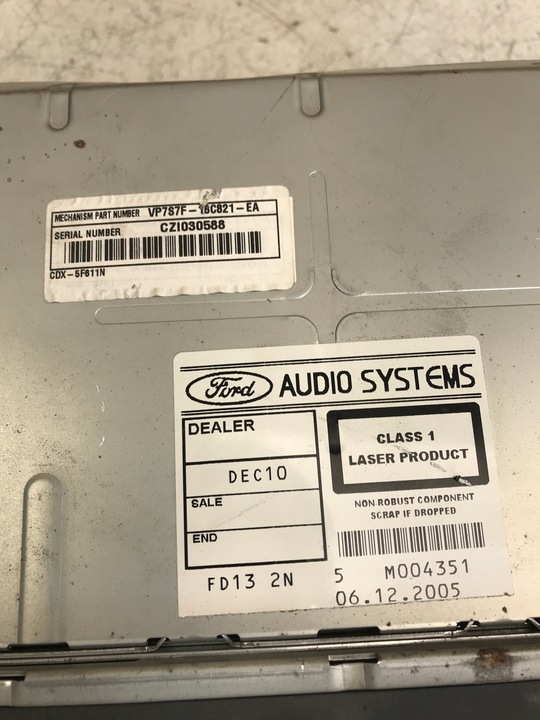 MECHANISM PART NUMBER VP7S7F-18C821-EA
SERIAL NUMBER CZI030588
CDX-5F611N
Ford AUDIO SYSTEMS
DEALER
DEC10
SALE
END
FD13 2N
CLASS 1
LASER PRODUCT
NON-ROBUST COMPONENT
SCRAP IF DROPPED
5 M004351
06.12.2005